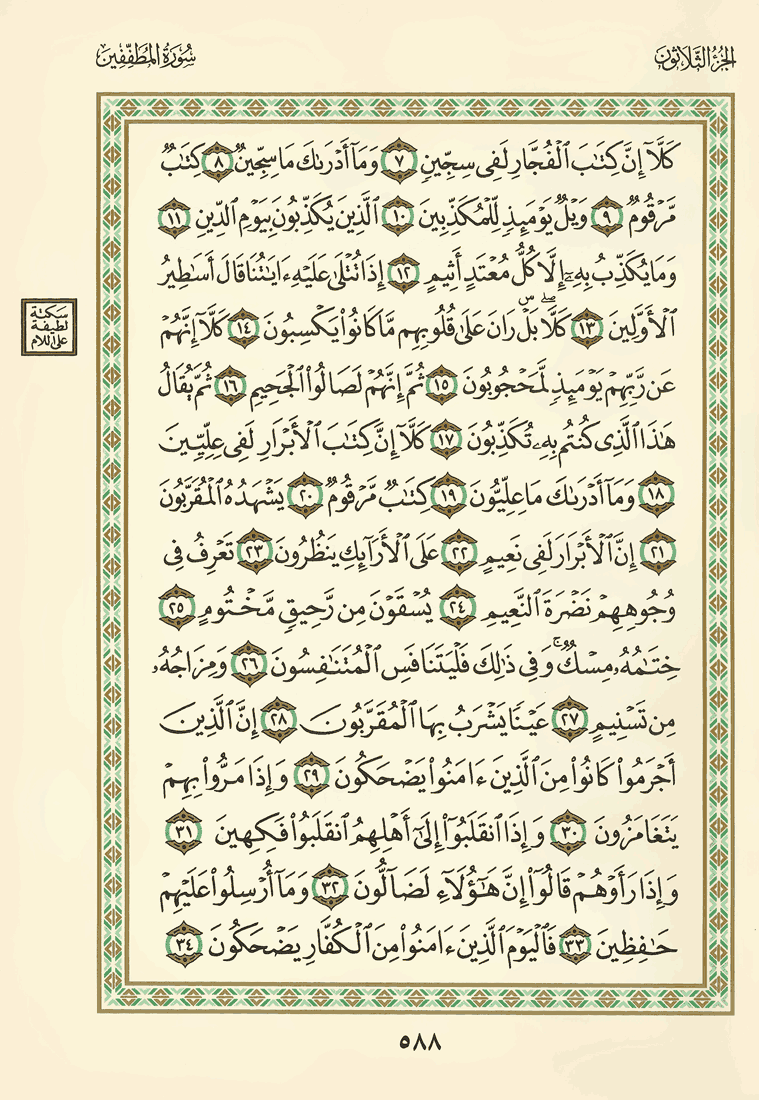 الجزء الثلاثون
سورة المطففين
كَلَّآ إِنَّ كِتَٰبَ ٱلْفُجَّارِ لَفِى سِجِّينٍ ٧ وَمَآ أَدْرَىٰكَ مَا سِجِّينٌ ٨ كِتَٰبٌ
مَّرْقُومٌ ٩ وَيْلٌ يَوْمَئِذٍ لِّلْمُكَذِّبِينَ ١٠ ٱلَّذِينَ يُكَذِّبُونَ بِيَوْمِ ٱلدِّينِ ١١
وَمَا يُكَذِّبُ بِهِۦٓ إِلَّا كُلُّ مُعْتَدٍ أَثِيمٍ ١٢ إِذَا تُتْلَىٰ عَلَيْهِ ءَايَٰتُنَا قَالَ أَسَٰطِيرُ
ٱلْأَوَّلِينَ ١٣ كَلَّا ۖ بَلْ ۜ رَانَ عَلَىٰ قُلُوبِهِم مَّا كَانُوا۟ يَكْسِبُونَ ١٤ كَلَّآ إِنَّهُمْ
سكتة
لطيفة
على اللام
عَن رَّبِّهِمْ يَوْمَئِذٍ لَّمَحْجُوبُونَ ١٥ ثُمَّ إِنَّهُمْ لَصَالُوا۟ ٱلْجَحِيمِ ١٦ ثُمَّ يُقَالُ
هَٰذَا ٱلَّذِى كُنتُم بِهِۦ تُكَذِّبُونَ ١٧ كَلَّآ إِنَّ كِتَٰبَ ٱلْأَبْرَارِ لَفِى عِلِّيِّينَ
١٨ وَمَآ أَدْرَىٰكَ مَا عِلِّيُّونَ ١٩ كِتَٰبٌ مَّرْقُومٌ ٢٠ يَشْهَدُهُ ٱلْمُقَرَّبُونَ
٢١ إِنَّ ٱلْأَبْرَارَ لَفِى نَعِيمٍ ٢٢ عَلَى ٱلْأَرَآئِكِ يَنظُرُونَ ٢٣ تَعْرِفُ فِى
وُجُوهِهِمْ نَضْرَةَ ٱلنَّعِيمِ ٢٤ يُسْقَوْنَ مِن رَّحِيقٍ مَّخْتُومٍ ٢٥
خِتَٰمُهُۥ مِسْكٌ ۚ وَفِى ذَٰلِكَ فَلْيَتَنَافَسِ ٱلْمُتَنَٰفِسُونَ ٢٦ وَمِزَاجُهُۥ
مِن تَسْنِيمٍ ٢٧ عَيْنًا يَشْرَبُ بِهَا ٱلْمُقَرَّبُونَ ٢٨ إِنَّ ٱلَّذِينَ
أَجْرَمُوا۟ كَانُوا۟ مِنَ ٱلَّذِينَ ءَامَنُوا۟ يَضْحَكُونَ ٢٩ وَإِذَا مَرُّوا۟ بِهِمْ
يَتَغَامَزُونَ ٣٠ وَإِذَا ٱنقَلَبُوٓا۟ إِلَىٰٓ أَهْلِهِمُ ٱنقَلَبُوا۟ فَكِهِينَ ٣١
وَإِذَا رَأَوْهُمْ قَالُوٓا۟ إِنَّ هَٰٓؤُلَآءِ لَضَآلُّونَ ٣٢ وَمَآ أُرْسِلُوا۟ عَلَيْهِمْ
حَٰفِظِينَ ٣٣ فَٱلْيَوْمَ ٱلَّذِينَ ءَامَنُوا۟ مِنَ ٱلْكُفَّارِ يَضْحَكُونَ ٣٤
٥٨٨